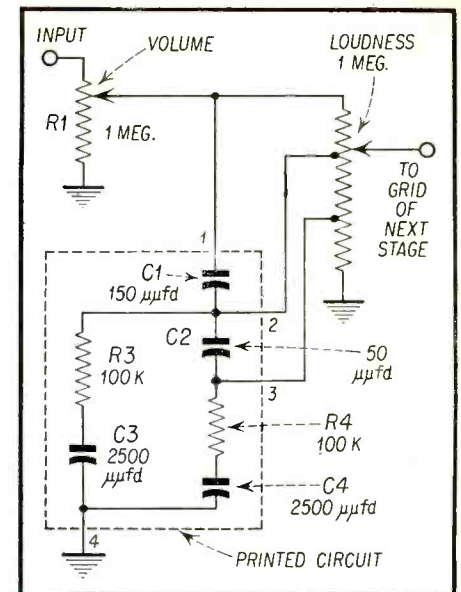 INPUT
VOLUME
LOUDNESS
1 MEG.
R1
1 MEG.
TO
GRID
OF
NEXT
STAGE
1
C1
150 µµfd
2
C2
50
µµfd
R3
100 K
3
R4
100 K
C3
2500
µµfd
C4
2500 µµfd
4
PRINTED CIRCUIT